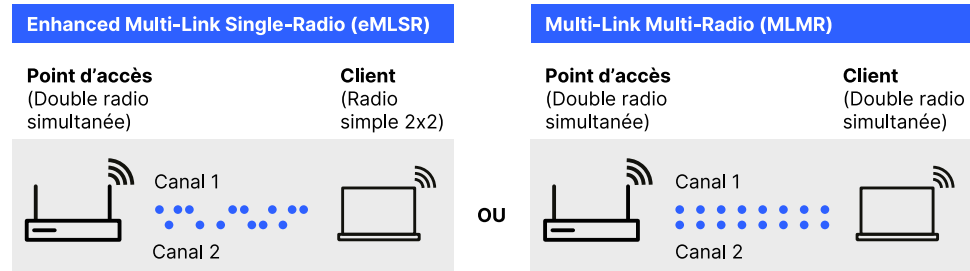 Enhanced Multi-Link Single-Radio (eMLSR)
Point d'accès
(Double radio
simultanée)
Client
(Radio
simple 2x2)
Canal 1
Canal 2
OU
Multi-Link Multi-Radio (MLMR)
Point d'accès
(Double radio
simultanée)
Client
(Double radio
simultanée)
Canal 1
Canal 2